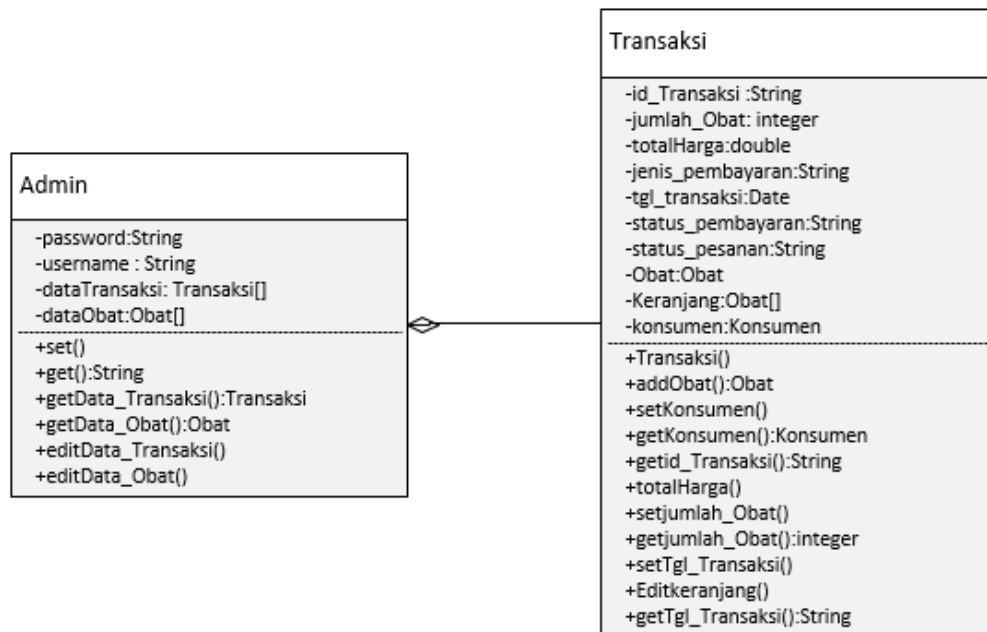 Admin
-password:String
-username : String
-dataTransaksi: Transaksi[]
-dataObat:Obat[]
+set()
+get():String
+getData_Transaksi():Transaksi
+getData_Obat():Obat
+editData_Transaksi()
+editData_Obat()
Transaksi
-id_Transaksi :String
-jumlah_Obat: integer
-totalHarga:double
-jenis_pembayaran:String
-tgl_transaksi:Date
-status_pembayaran:String
-status_pesanan:String
-Obat:Obat
-Keranjang:Obat[]
-konsumen:Konsumen
+Transaksi()
+addObat():Obat
+setKonsumen()
+getKonsumen():Konsumen
+getid_Transaksi():String
+totalHarga()
+setjumlah_Obat()
+getjumlah_Obat():integer
+setTgl_Transaksi()
+Editkeranjang()
+getTgl_Transaksi():String